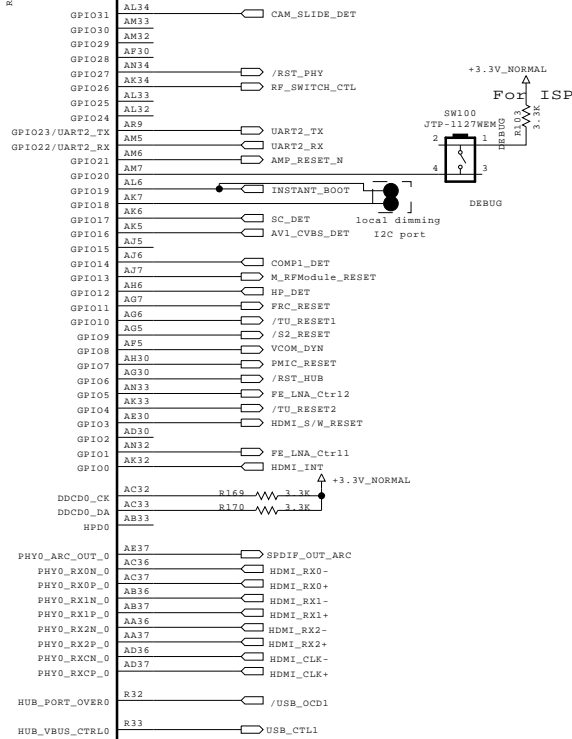 R
GPIO31 AL34 CAM_SLIDE_DET
GPIO30 AM33
GPIO29 AM32
GPIO28 AF30
GPIO27 AN34 /RST_PHY
GPIO26 AK34 RF_SWITCH_CTL
GPIO25 AL33
GPIO24 AL32
GPIO23/UART2_TX AR9 UART2_TX
GPIO22/UART2_RX AM5 UART2_RX
GPIO21 AM6 AMP_RESET_N
GPIO20 AM7
GPIO19 AL6 INSTANT_BOOT
GPIO18 AK7
GPIO17 AK6 SC_DET
GPIO16 AK5 AV1_CVBS_DET
GPIO15 AJ5
GPIO14 AJ6 COMP1_DET
GPIO13 AJ7 M_RFModule_RESET
GPIO12 AH6 HP_DET
GPIO11 AG7 FRC_RESET
GPIO10 AG6 /TU_RESET1
GPIO9 AG5 /S2_RESET
GPIO8 AF5 VCOM_DYN
GPIO7 AH30 PMIC_RESET
GPIO6 AG30 /RST_HUB
GPIO5 AN33 FE_LNA_Ctrl2
GPIO4 AK33 /TU_RESET2
GPIO3 AE30 HDMI_S/W_RESET
GPIO2 AD30
GPIO1 AN32 FE_LNA_Ctrl1
GPIO0 AK32 HDMI_INT
+3.3V_NORMAL
DDCD0_CK AC32 R169 3.3K
DDCD0_DA AC33 R170 3.3K
HPD0 AB33
PHY0_ARC_OUT_0 AE37 SPDIF_OUT_ARC
PHY0_RX0N_0 AC36 HDMI_RX0-
PHY0_RX0P_0 AC37 HDMI_RX0+
PHY0_RX1N_0 AB36 HDMI_RX1-
PHY0_RX1P_0 AB37 HDMI_RX1+
PHY0_RX2N_0 AA36 HDMI_RX2-
PHY0_RX2P_0 AA37 HDMI_RX2+
PHY0_RXCN_0 AD36 HDMI_CLK-
PHY0_RXCP_0 AD37 HDMI_CLK+
HUB_PORT_OVER0 R32 /USB_OCD1
HUB_VBUS_CTRL0 R33 USB_CTL1
+3.3V_NORMAL
For ISP
SW100
JTP-1127WEM
DEBUG
R103
3.3K
2 1
4 3
DEBUG
local dimming
I2C port